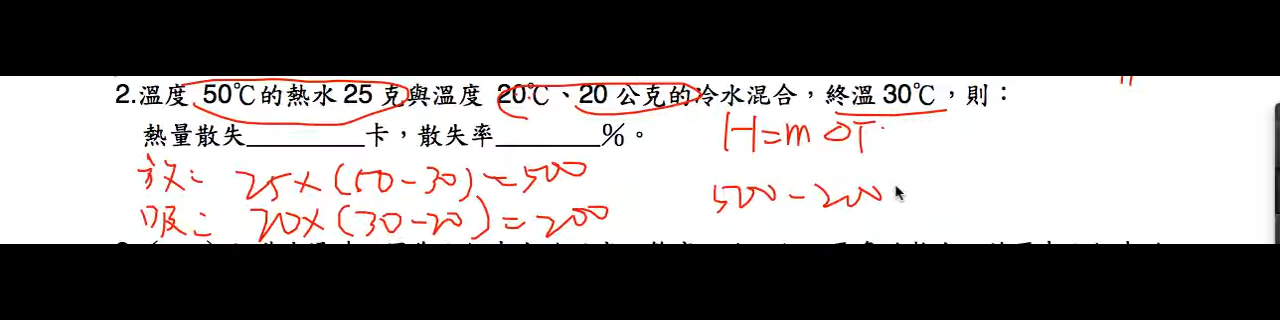 2.溫度 50℃的熱水 25 克與溫度 20℃、20 公克的冷水混合，終溫 30℃，則：
熱量散失________卡，散失率_______%。
H=m△T
放= 25×(50-30)=500
500-200
吸= 20×(30-20)=200